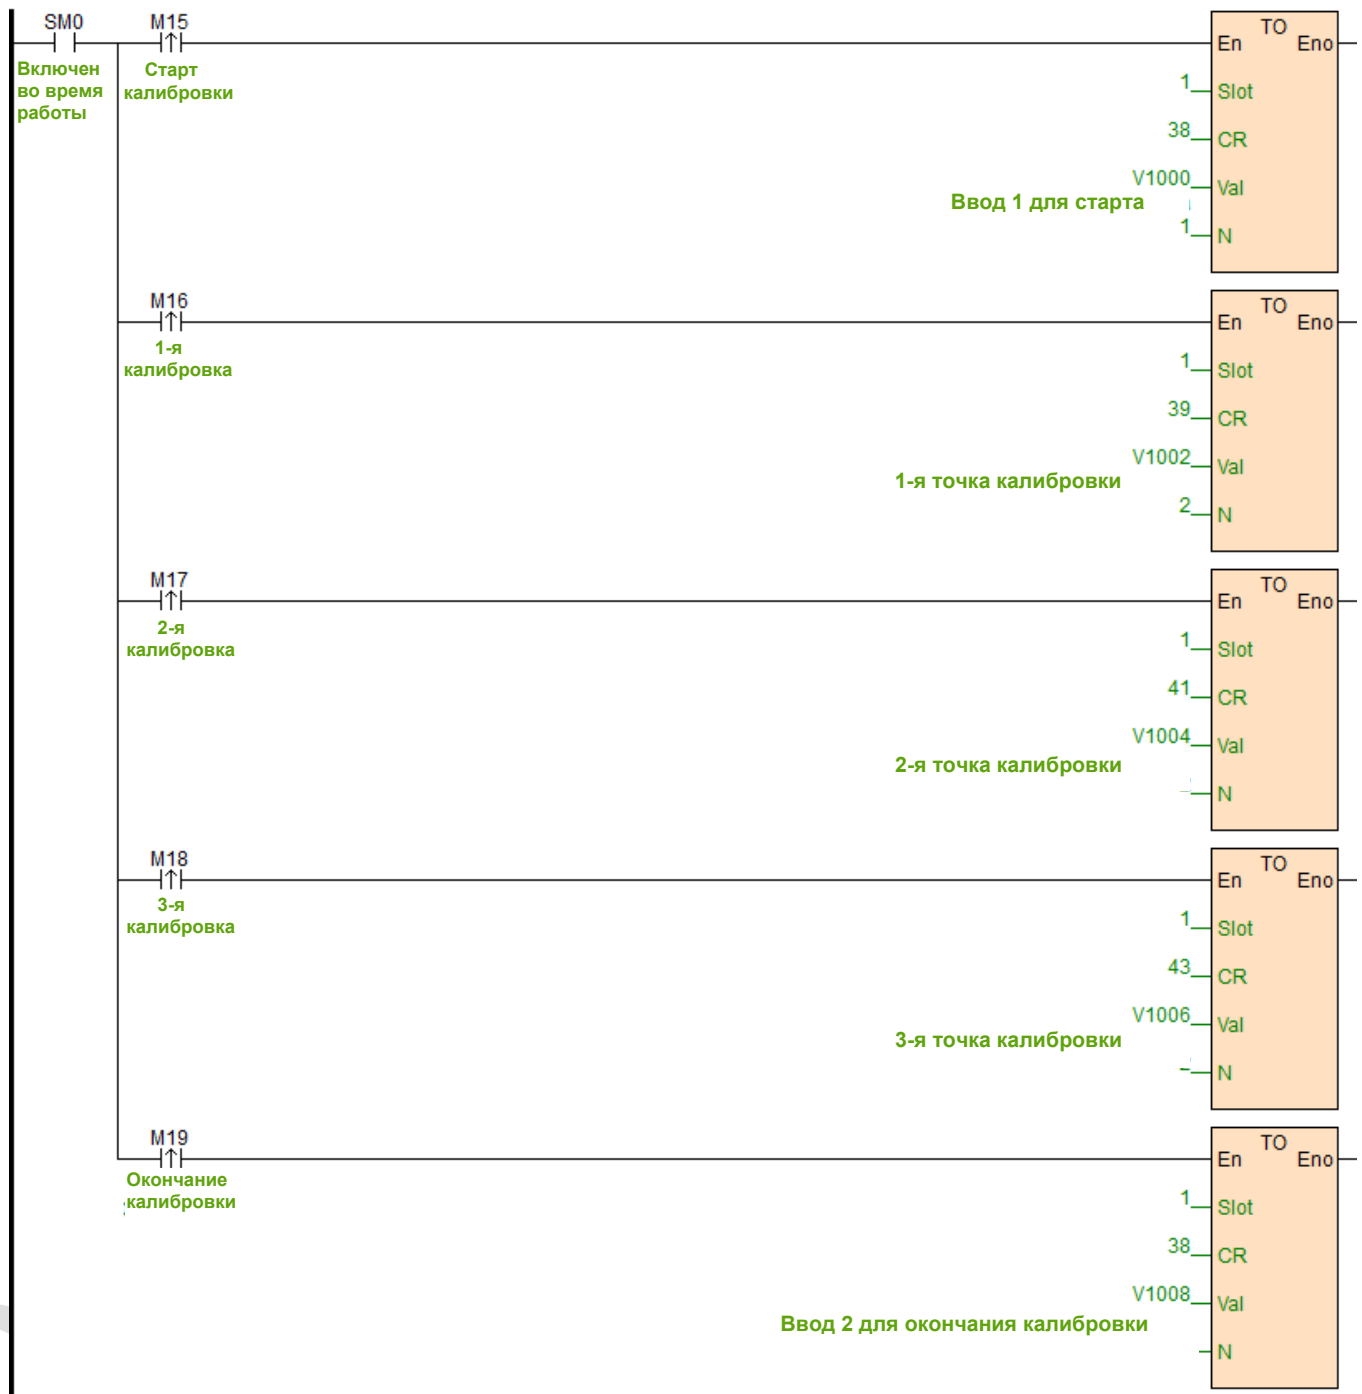 SM0
M15
TO
En
Eno
Включен
во время
работы
Старт
калибровки
1
Slot
38
CR
V1000
Val
Ввод 1 для старта
1
N
M16
TO
En
Eno
1-я
калибровка
1
Slot
39
CR
V1002
Val
1-я точка калибровки
2
N
M17
TO
En
Eno
2-я
калибровка
1
Slot
41
CR
V1004
Val
2-я точка калибровки
N
M18
TO
En
Eno
3-я
калибровка
1
Slot
43
CR
V1006
Val
3-я точка калибровки
N
M19
TO
En
Eno
Окончание
калибровки
1
Slot
38
CR
V1008
Val
Ввод 2 для окончания калибровки
N